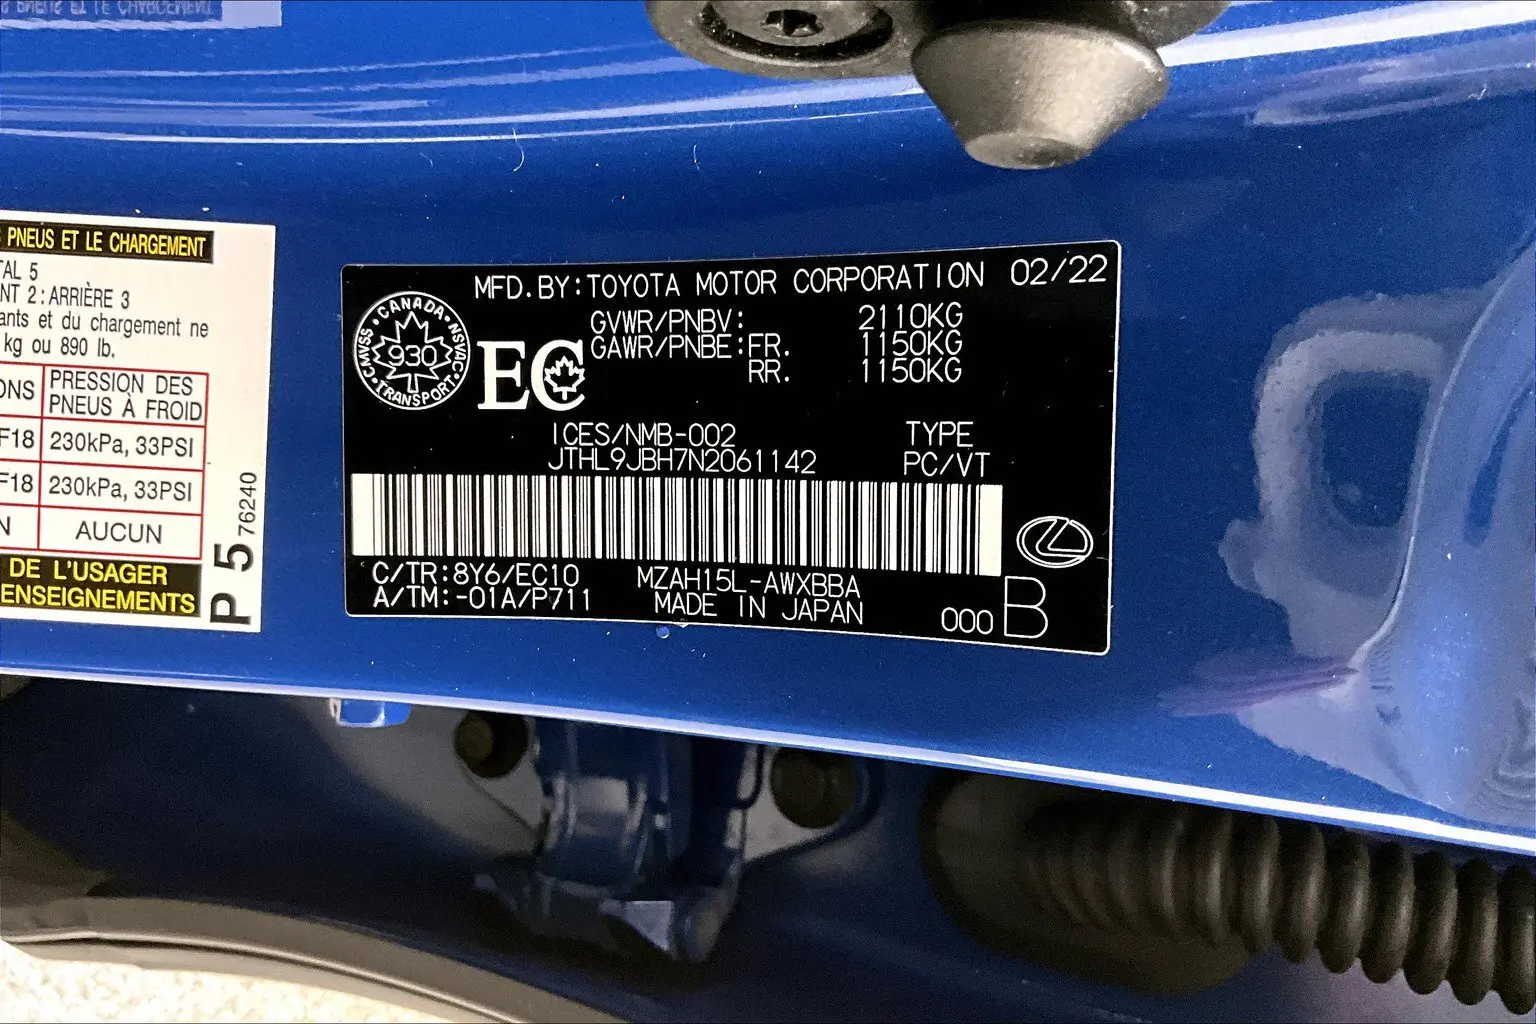 PNEUS ET LE CHARGEMENT
TAL 5
NT 2: ARRIÈRE 3
ants et du chargement ne
kg ou 890 lb.
ONS PRESSION DES
PNEUS À FROID
F18 230kPa, 33PSI
F18 230kPa, 33PSI
N AUCUN
DE L'USAGER
ENSEIGNEMENTS
P 5 76240
MFD. BY: TOYOTA MOTOR CORPORATION 02/22
CANADA · NSVAC · TRANSPORT · CMVSS
930
EC
GVWR/PNBV: 2110KG
GAWR/PNBE: FR. 1150KG
RR. 1150KG
ICES/NMB-002 TYPE
JTHL9JBH7N2061142 PC/VT
C/TR: 8Y6/EC10 MZAH15L-AWXBBA
A/TM: -01A/P711 MADE IN JAPAN
000 B